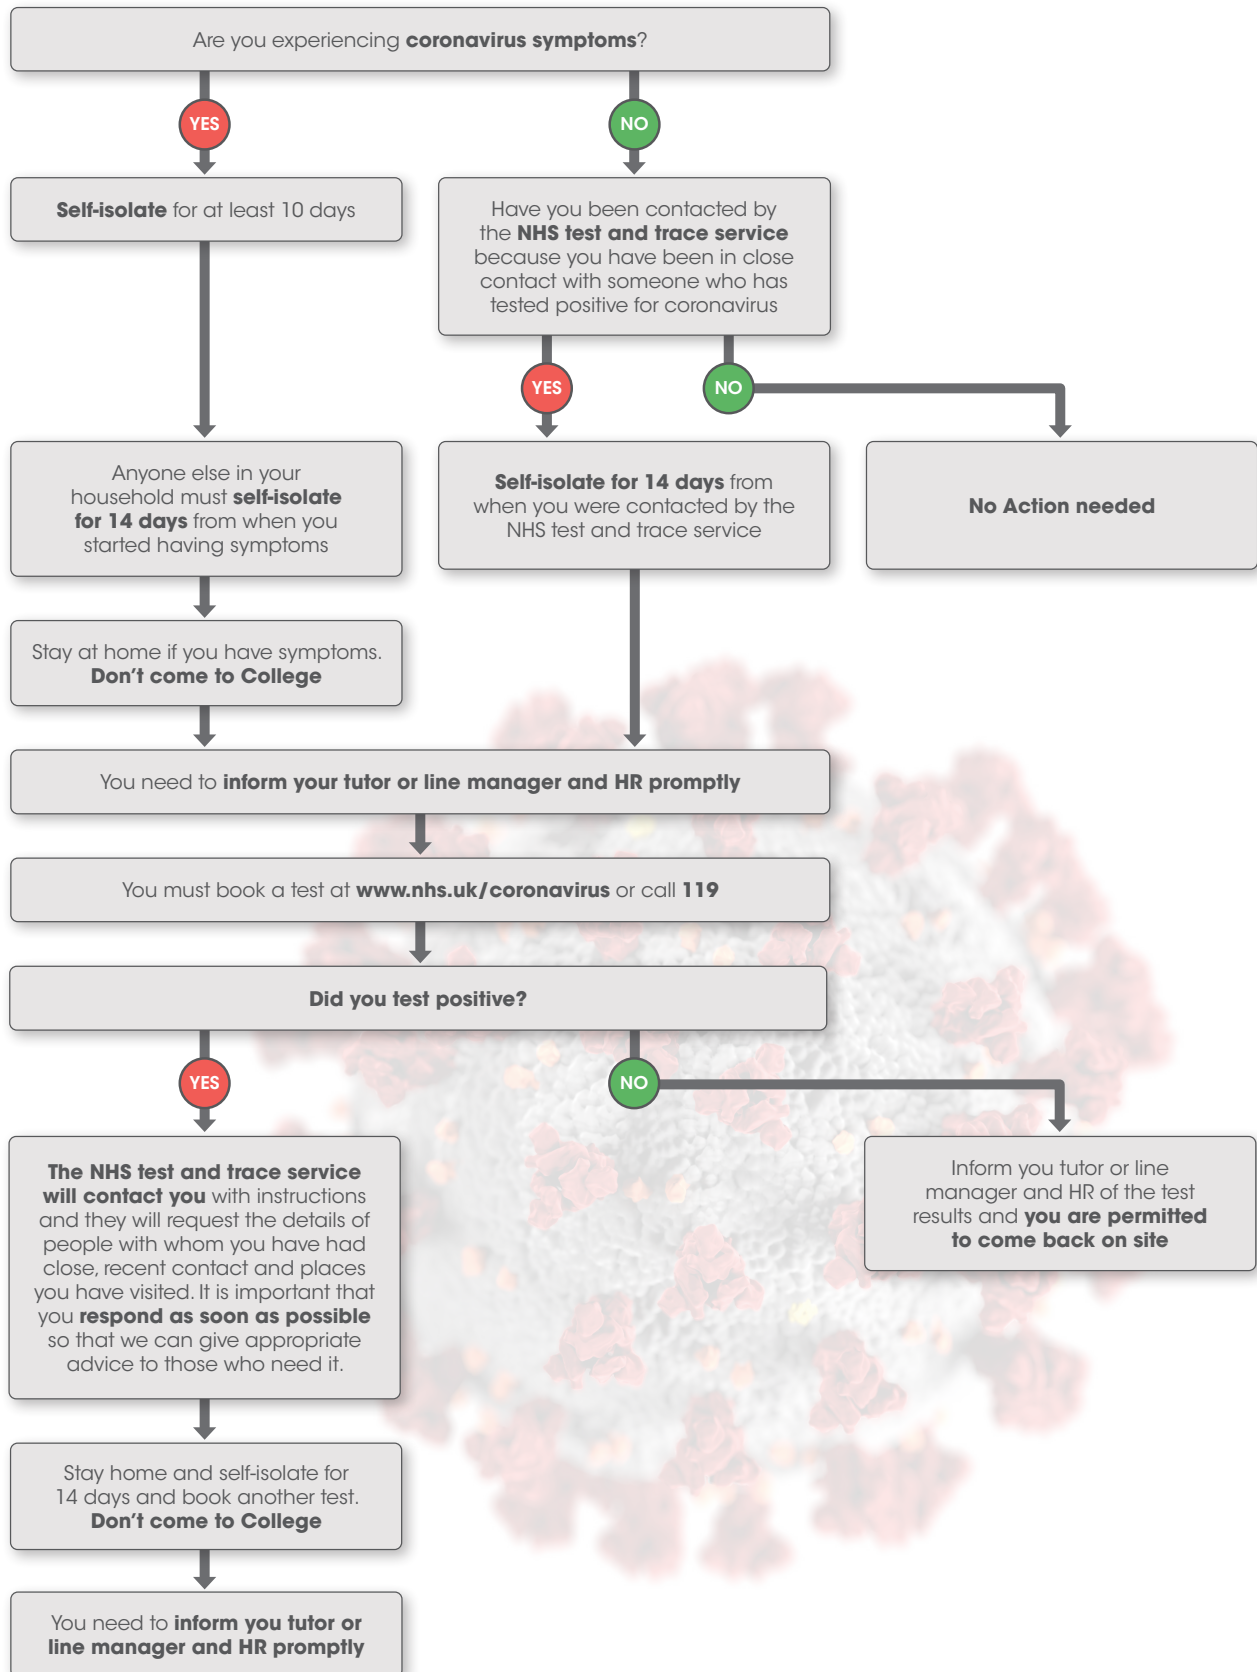 Are you experiencing coronavirus symptoms?
YES
NO
Self-isolate for at least 10 days
Have you been contacted by
the NHS test and trace service
because you have been in close
contact with someone who has
tested positive for coronavirus
YES
NO
Anyone else in your
household must self-isolate
for 14 days from when you
started having symptoms
Self-isolate for 14 days from
when you were contacted by the
NHS test and trace service
No Action needed
Stay at home if you have symptoms.
Don't come to College
You need to inform your tutor or line manager and HR promptly
You must book a test at www.nhs.uk/coronavirus or call 119
Did you test positive?
YES
NO
The NHS test and trace service
will contact you with instructions
and they will request the details of
people with whom you have had
close, recent contact and places
you have visited. It is important that
you respond as soon as possible
so that we can give appropriate
advice to those who need it.
Inform you tutor or line
manager and HR of the test
results and you are permitted
to come back on site
Stay home and self-isolate for
14 days and book another test.
Don't come to College
You need to inform you tutor or
line manager and HR promptly